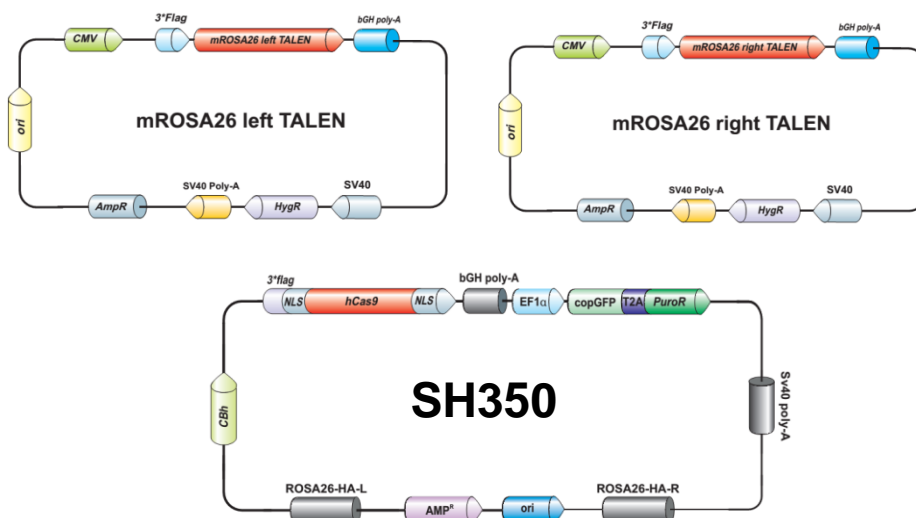 CMV
3*Flag
mROSA26 left TALEN
bGH poly-A
ori
mROSA26 left TALEN
AmpR
SV40 Poly-A
HygR
SV40
CMV
3*Flag
mROSA26 right TALEN
bGH poly-A
ori
mROSA26 right TALEN
AmpR
SV40 Poly-A
HygR
SV40
3*flag
NLS
hCas9
NLS
bGH poly-A
EF1α
copGFP
T2A
PuroR
CBh
SH350
Sv40 poly-A
ROSA26-HA-L
AMPᴿ
ori
ROSA26-HA-R